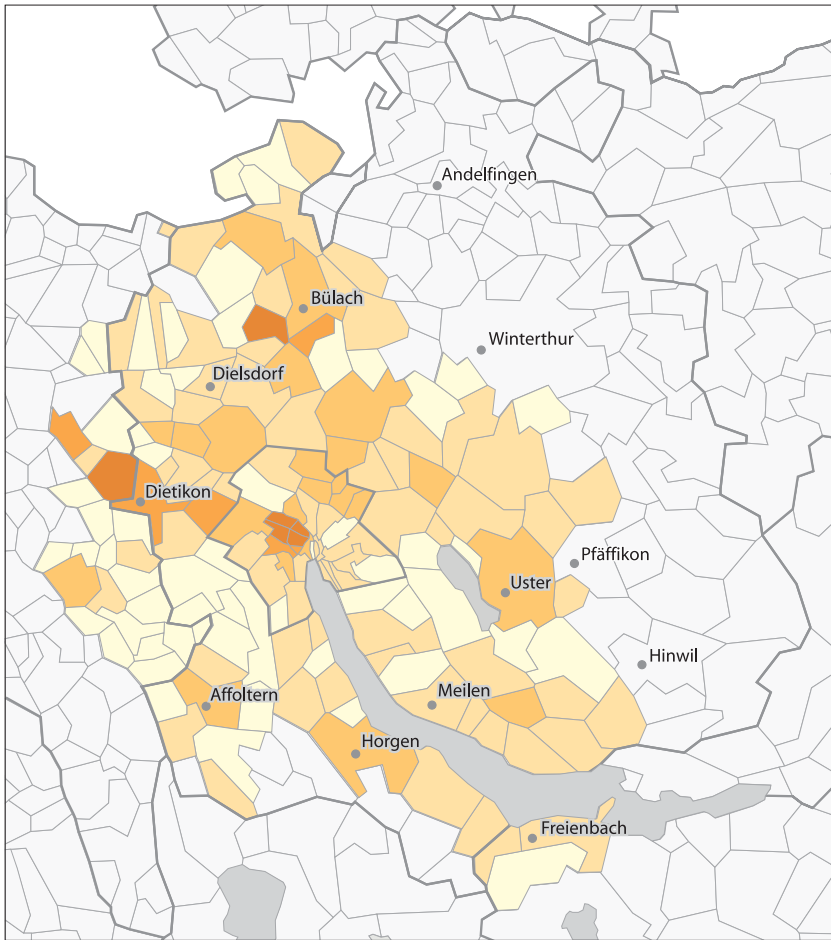 Andelfingen
Bülach
Winterthur
Dielsdorf
Dietikon
Pfäffikon
Uster
Hinwil
Affoltern
Meilen
Horgen
Freienbach